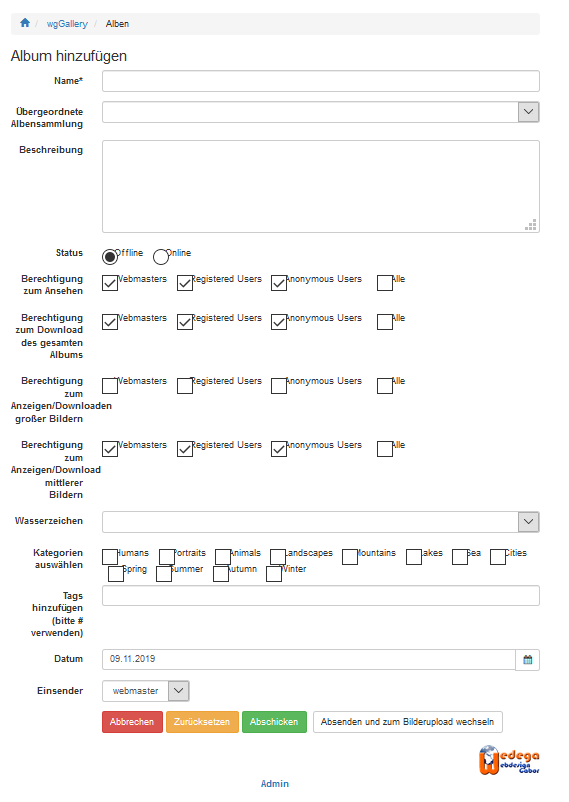 wgGallery / Alben
Album hinzufügen
Name*
Übergeordnete
Albensammlung
Beschreibung
Status Offline Online
Berechtigung
zum Ansehen
Webmasters Registered Users Anonymous Users Alle
Berechtigung
zum Download
des gesamten
Albums
Webmasters Registered Users Anonymous Users Alle
Berechtigung
zum
Anzeigen/Downloaden
großer Bildern
Webmasters Registered Users Anonymous Users Alle
Berechtigung
zum
Anzeigen/Download
mittlerer
Bildern
Webmasters Registered Users Anonymous Users Alle
Wasserzeichen
Kategorien
auswählen
Humans Portraits Animals Landscapes Mountains Lakes Sea Cities
Spring Summer Autumn Winter
Tags
hinzufügen
(bitte #
verwenden)
Datum 09.11.2019
Einsender webmaster
Abbrechen Zurücksetzen Abschicken Absenden und zum Bilderupload wechseln
Wedega
Webdesign
Gabor
Admin